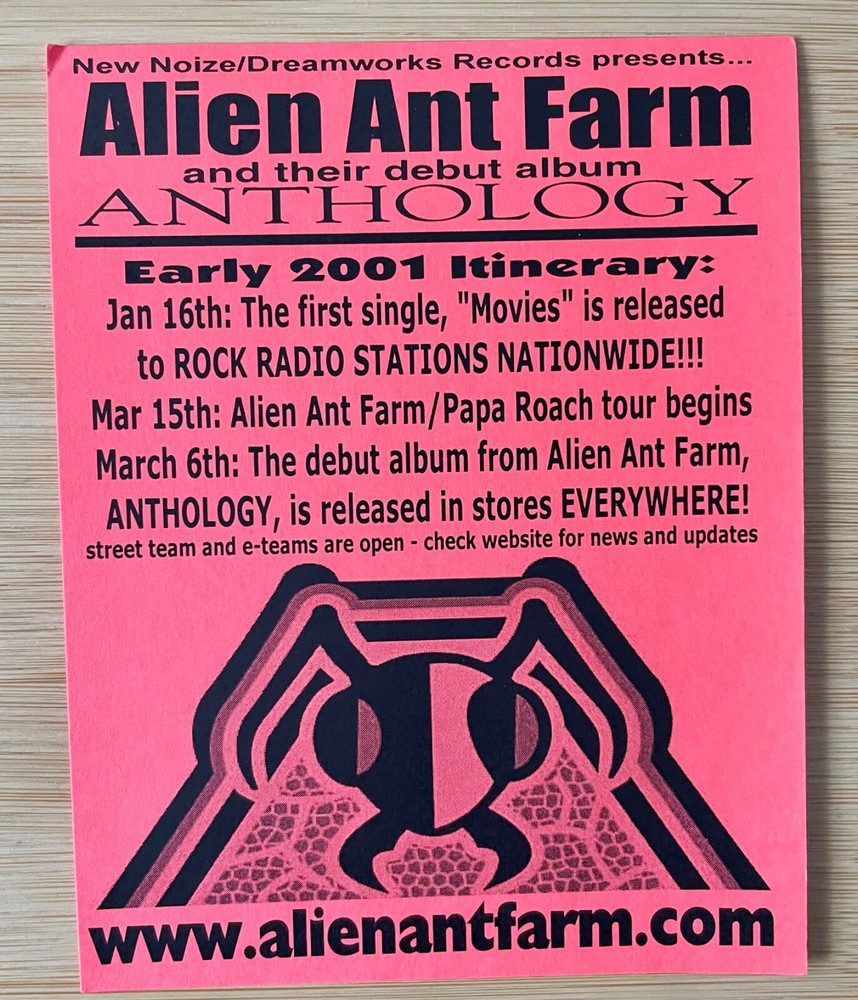 New Noize/Dreamworks Records presents...
Alien Ant Farm
and their debut album
ANTHOLOGY
Early 2001 Itinerary:
Jan 16th: The first single, "Movies" is released
to ROCK RADIO STATIONS NATIONWIDE!!!
Mar 15th: Alien Ant Farm/Papa Roach tour begins
March 6th: The debut album from Alien Ant Farm,
ANTHOLOGY, is released in stores EVERYWHERE!
street team and e-teams are open - check website for news and updates
www.alienantfarm.com